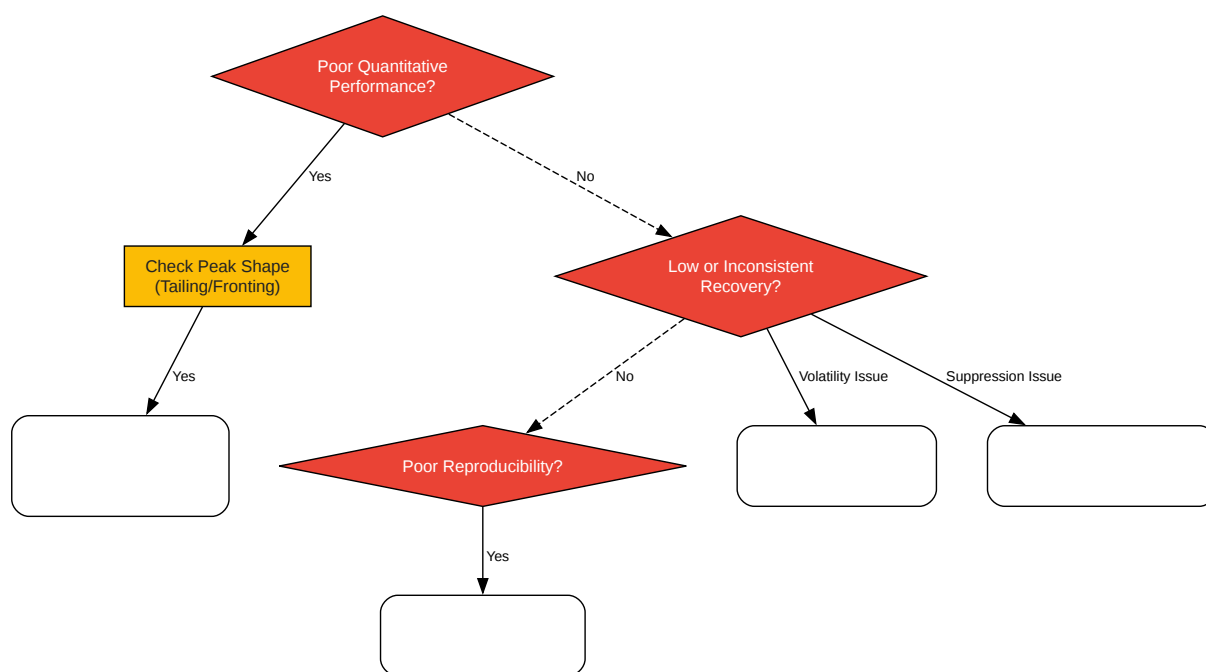 Poor Quantitative
Performance?
Yes
No
Check Peak Shape
(Tailing/Fronting)
Low or Inconsistent
Recovery?
Yes
No
Volatility Issue
Suppression Issue
Poor Reproducibility?
Yes